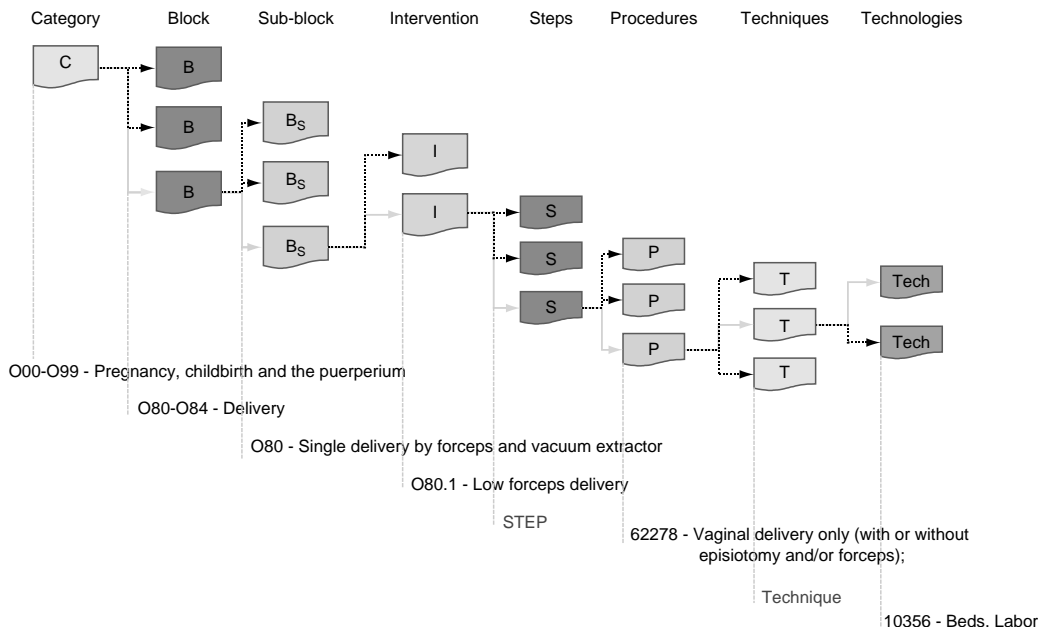 Category Block Sub-block Intervention Steps Procedures Techniques Technologies
C B
B BS
I
B BS I
S
BS S P T Tech
S P T Tech
P T
O00-O99 - Pregnancy, childbirth and the puerperium
O80-O84 - Delivery
O80 - Single delivery by forceps and vacuum extractor
O80.1 - Low forceps delivery
STEP
62278 - Vaginal delivery only (with or without
episiotomy and/or forceps);
Technique
10356 - Beds, Labor